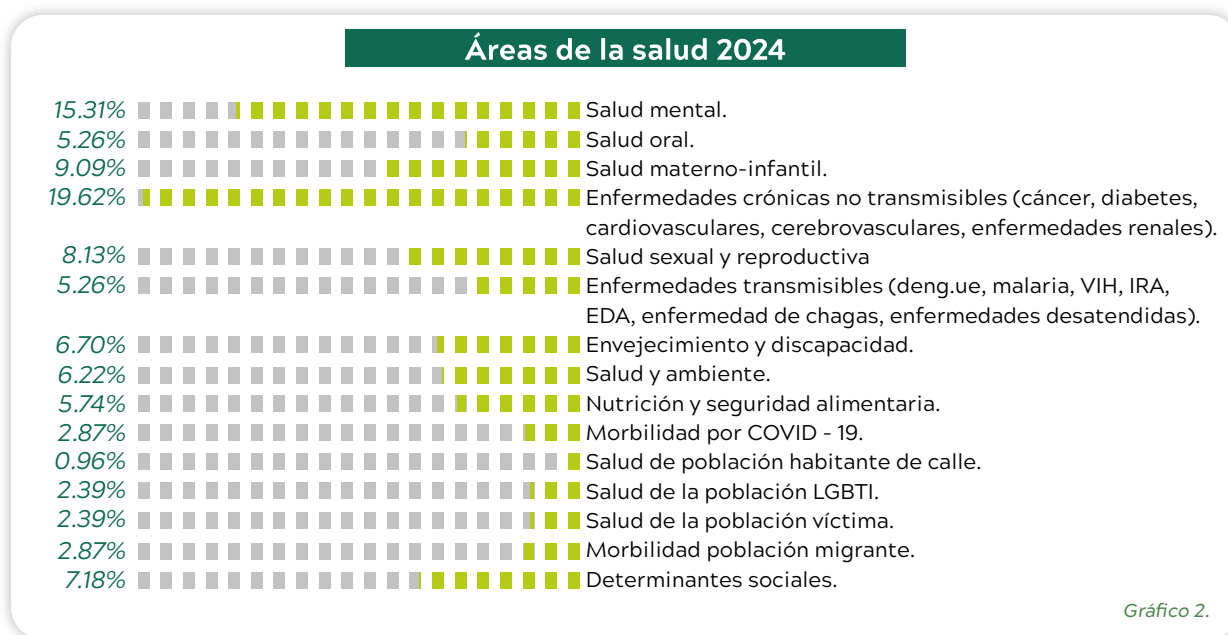 Áreas de la salud 2024
15.31% Salud mental.
5.26% Salud oral.
9.09% Salud materno-infantil.
19.62% Enfermedades crónicas no transmisibles (cáncer, diabetes,
cardiovasculares, cerebrovasculares, enfermedades renales).
8.13% Salud sexual y reproductiva
5.26% Enfermedades transmisibles (deng.ue, malaria, VIH, IRA,
EDA, enfermedad de chagas, enfermedades desatendidas).
6.70% Envejecimiento y discapacidad.
6.22% Salud y ambiente.
5.74% Nutrición y seguridad alimentaria.
2.87% Morbilidad por COVID - 19.
0.96% Salud de población habitante de calle.
2.39% Salud de la población LGBTI.
2.39% Salud de la población víctima.
2.87% Morbilidad población migrante.
7.18% Determinantes sociales.
Gráfico 2.